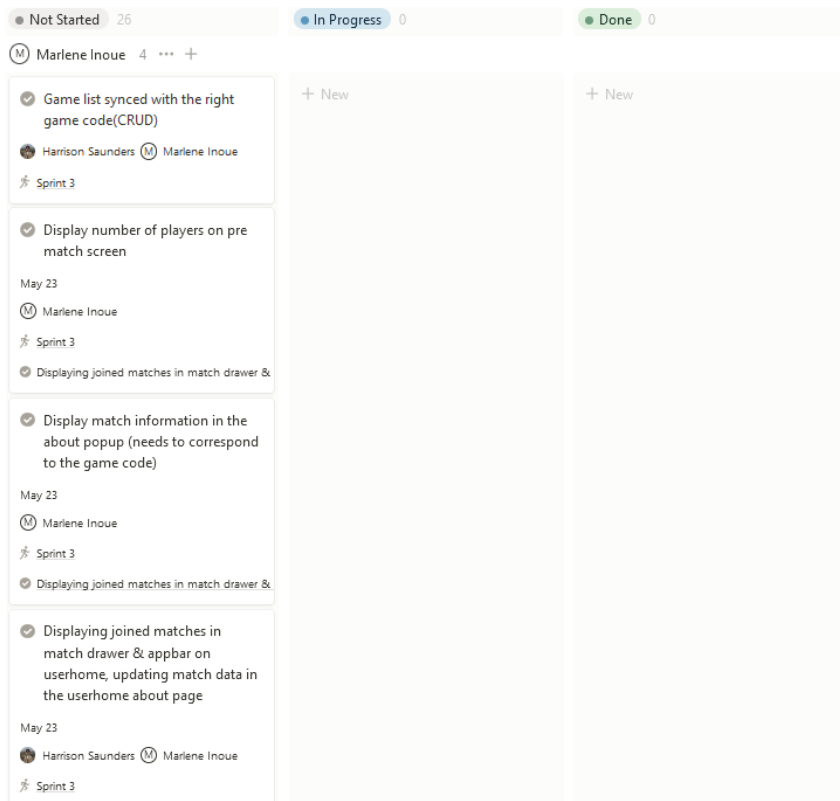 Not Started 26
In Progress 0
Done 0
M Marlene Inoue 4 ••• +
+ New
+ New
Game list synced with the right
game code(CRUD)
Harrison Saunders M Marlene Inoue
Sprint 3
Display number of players on pre
match screen
May 23
M Marlene Inoue
Sprint 3
Displaying joined matches in match drawer &
Display match information in the
about popup (needs to correspond
to the game code)
May 23
M Marlene Inoue
Sprint 3
Displaying joined matches in match drawer &
Displaying joined matches in
match drawer & appbar on
userhome, updating match data in
the userhome about page
May 23
Harrison Saunders M Marlene Inoue
Sprint 3